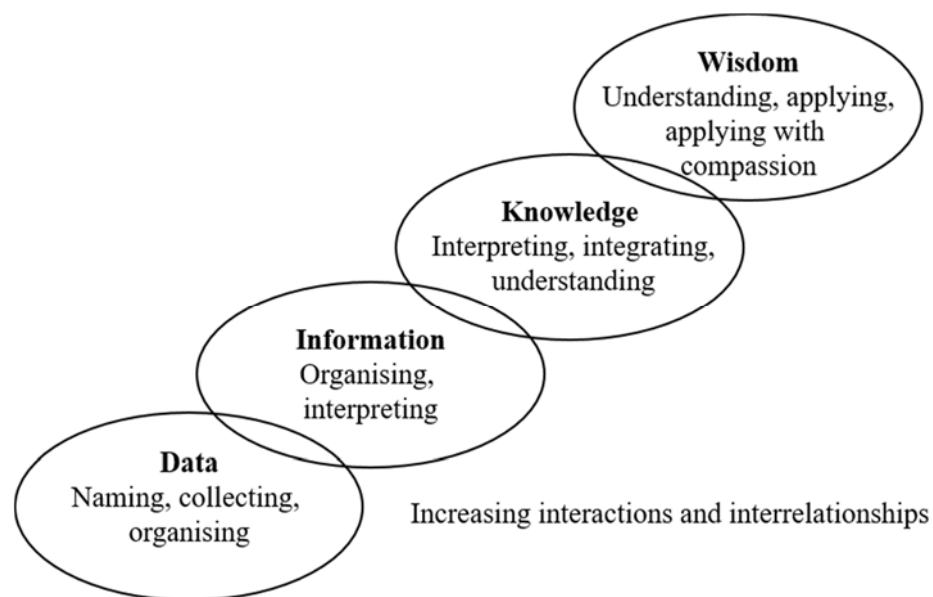 Wisdom
Understanding, applying,
applying with
compassion
Knowledge
Interpreting, integrating,
understanding
Information
Organising,
interpreting
Data
Naming, collecting,
organising
Increasing interactions and interrelationships